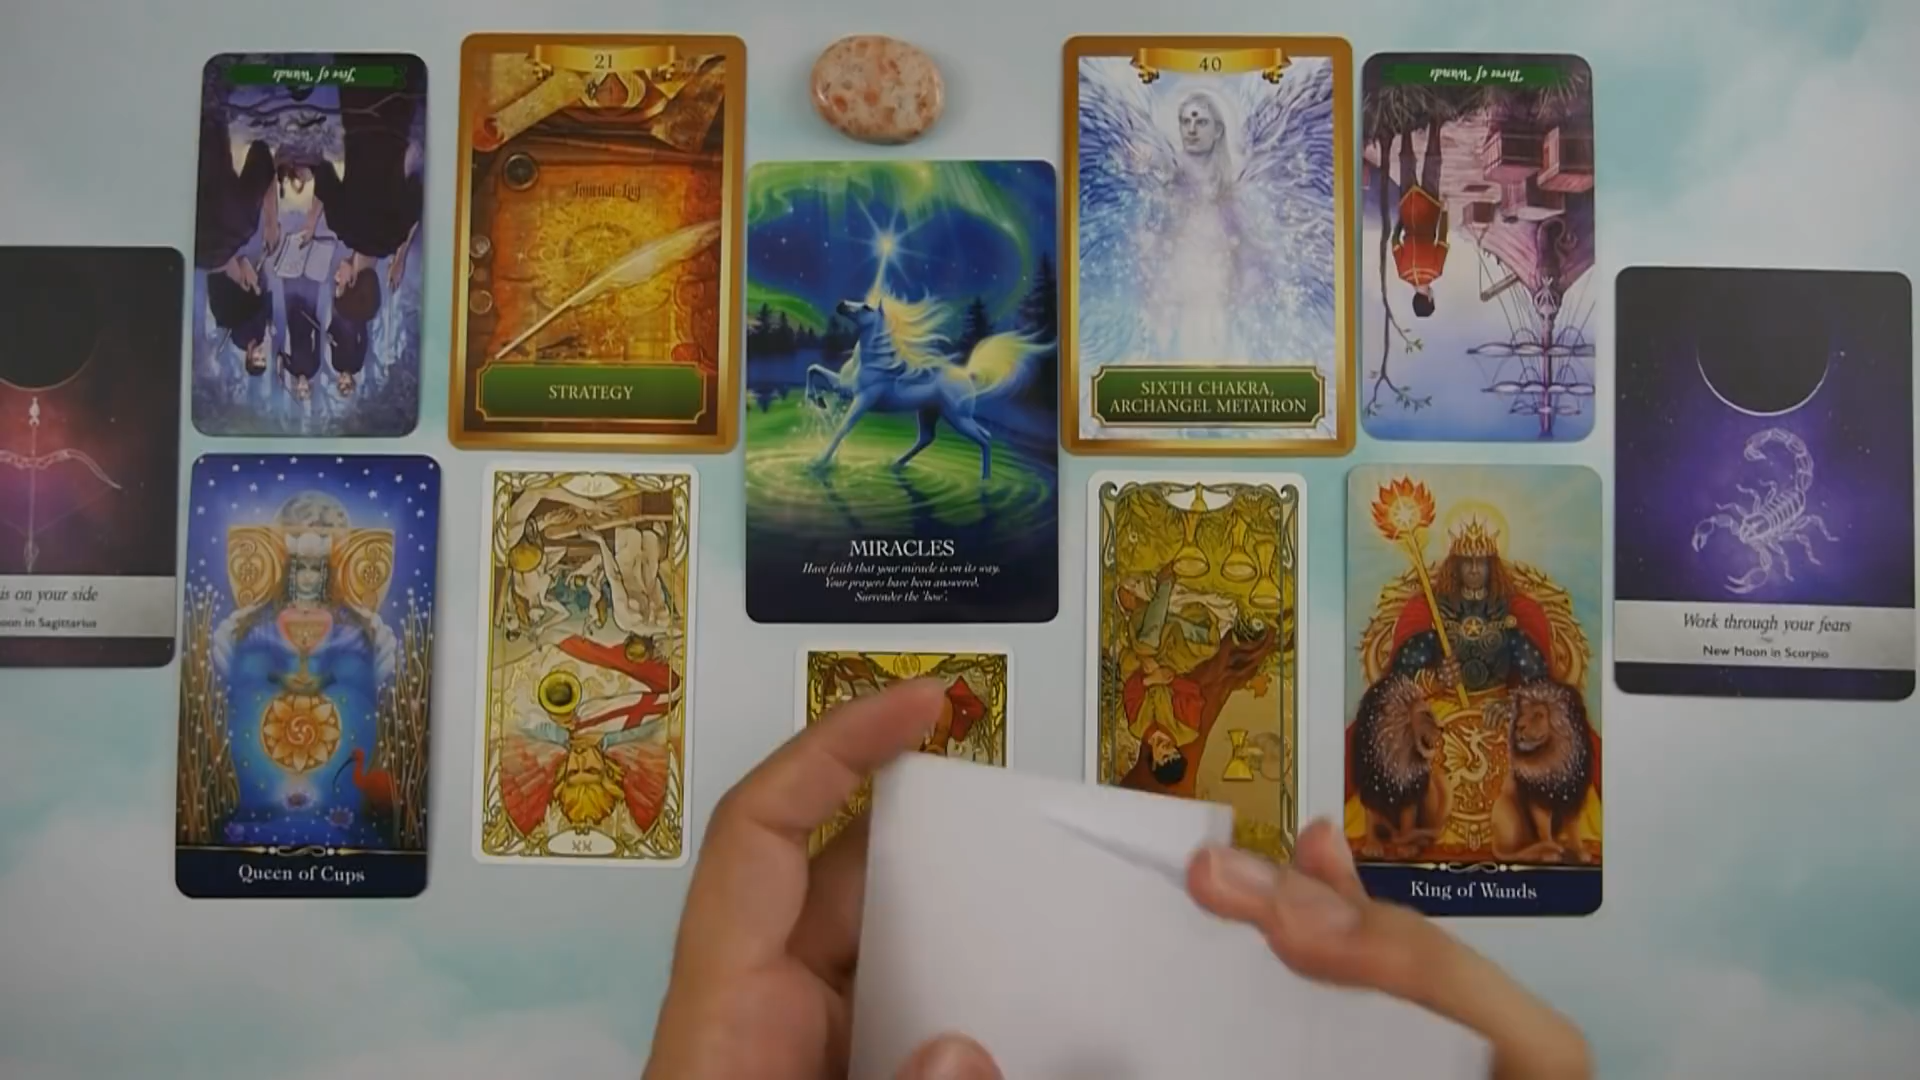 Five of Wands
21
Journal Log
STRATEGY
40
SIXTH CHAKRA,
ARCHANGEL METATRON
Three of Wands
MIRACLES
Have faith that your miracle is on its way.
Your prayers have been answered.
Surrender the 'how'.
is on your side
oon in Sagittarius
Work through your fears
New Moon in Scorpio
Queen of Cups
XX
King of Wands